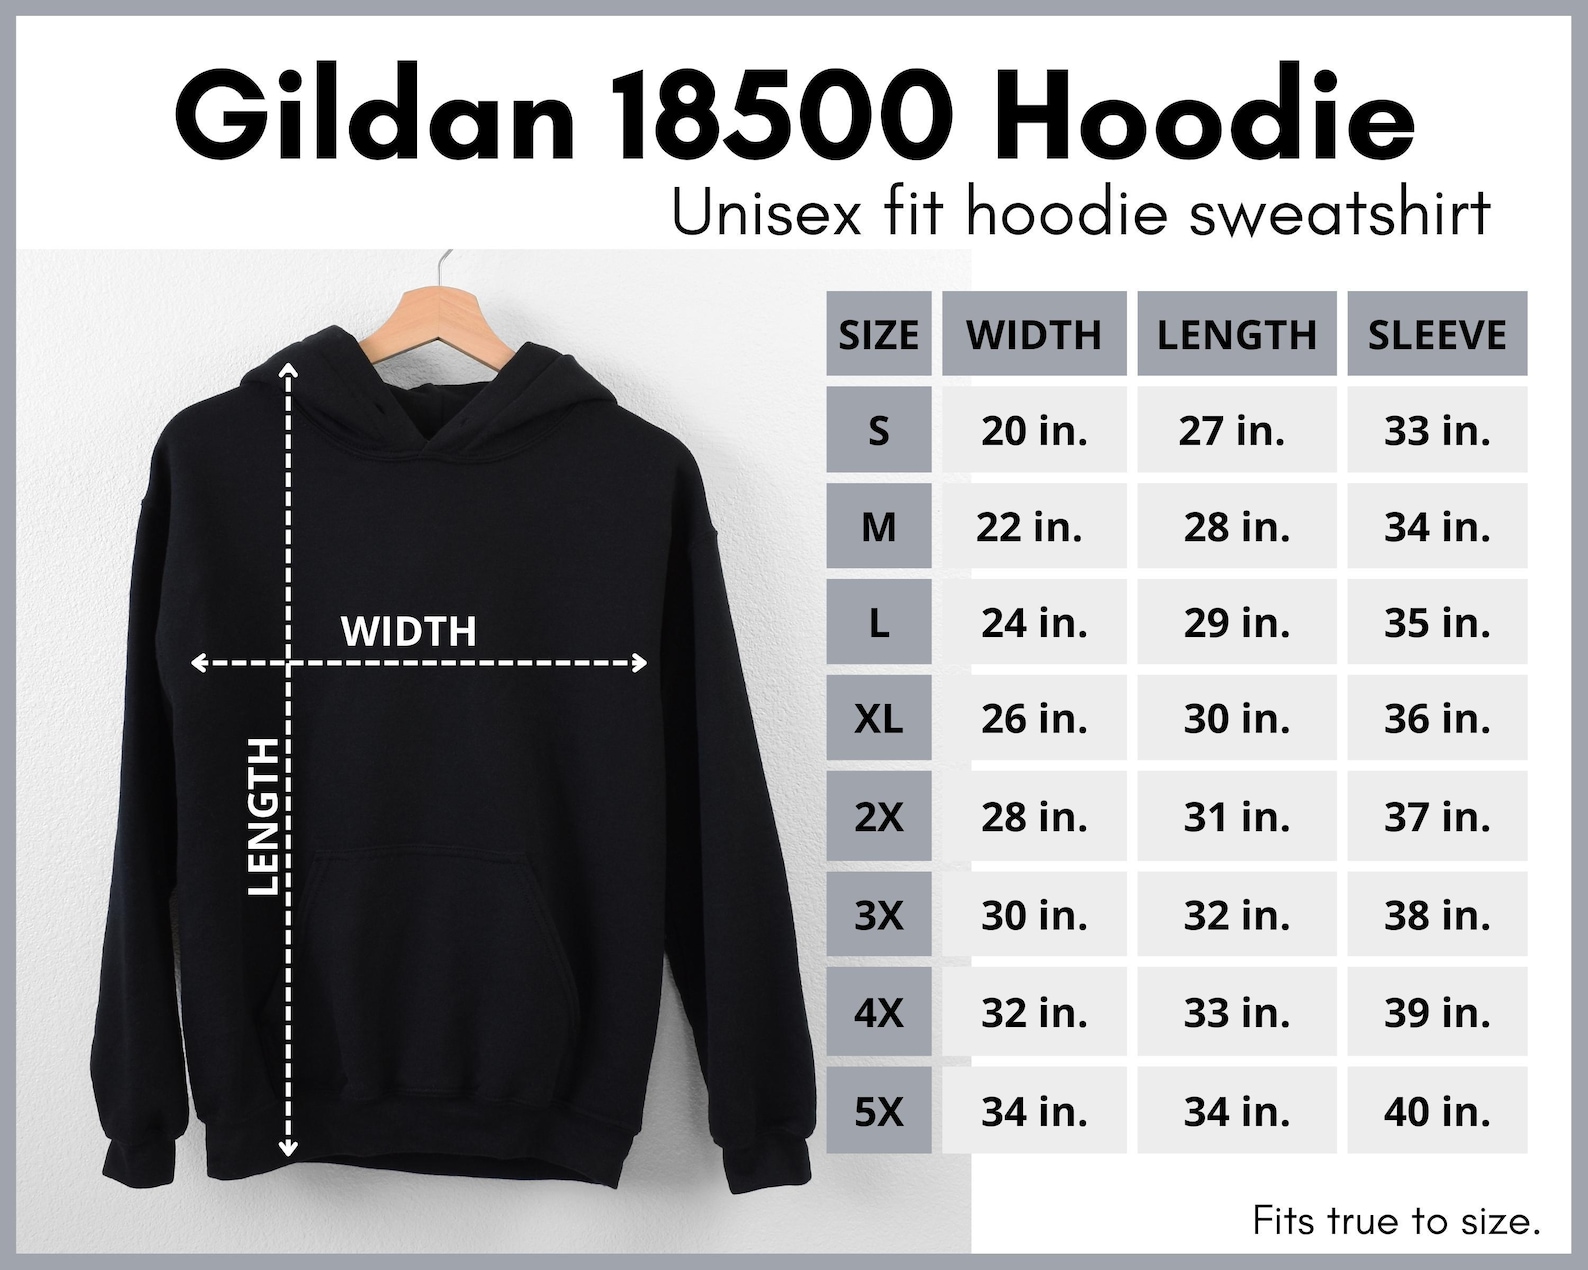 Gildan 18500 Hoodie
Unisex fit hoodie sweatshirt
WIDTH
LENGTH
SIZE WIDTH LENGTH SLEEVE
S 20 in. 27 in. 33 in.
M 22 in. 28 in. 34 in.
L 24 in. 29 in. 35 in.
XL 26 in. 30 in. 36 in.
2X 28 in. 31 in. 37 in.
3X 30 in. 32 in. 38 in.
4X 32 in. 33 in. 39 in.
5X 34 in. 34 in. 40 in.
Fits true to size.